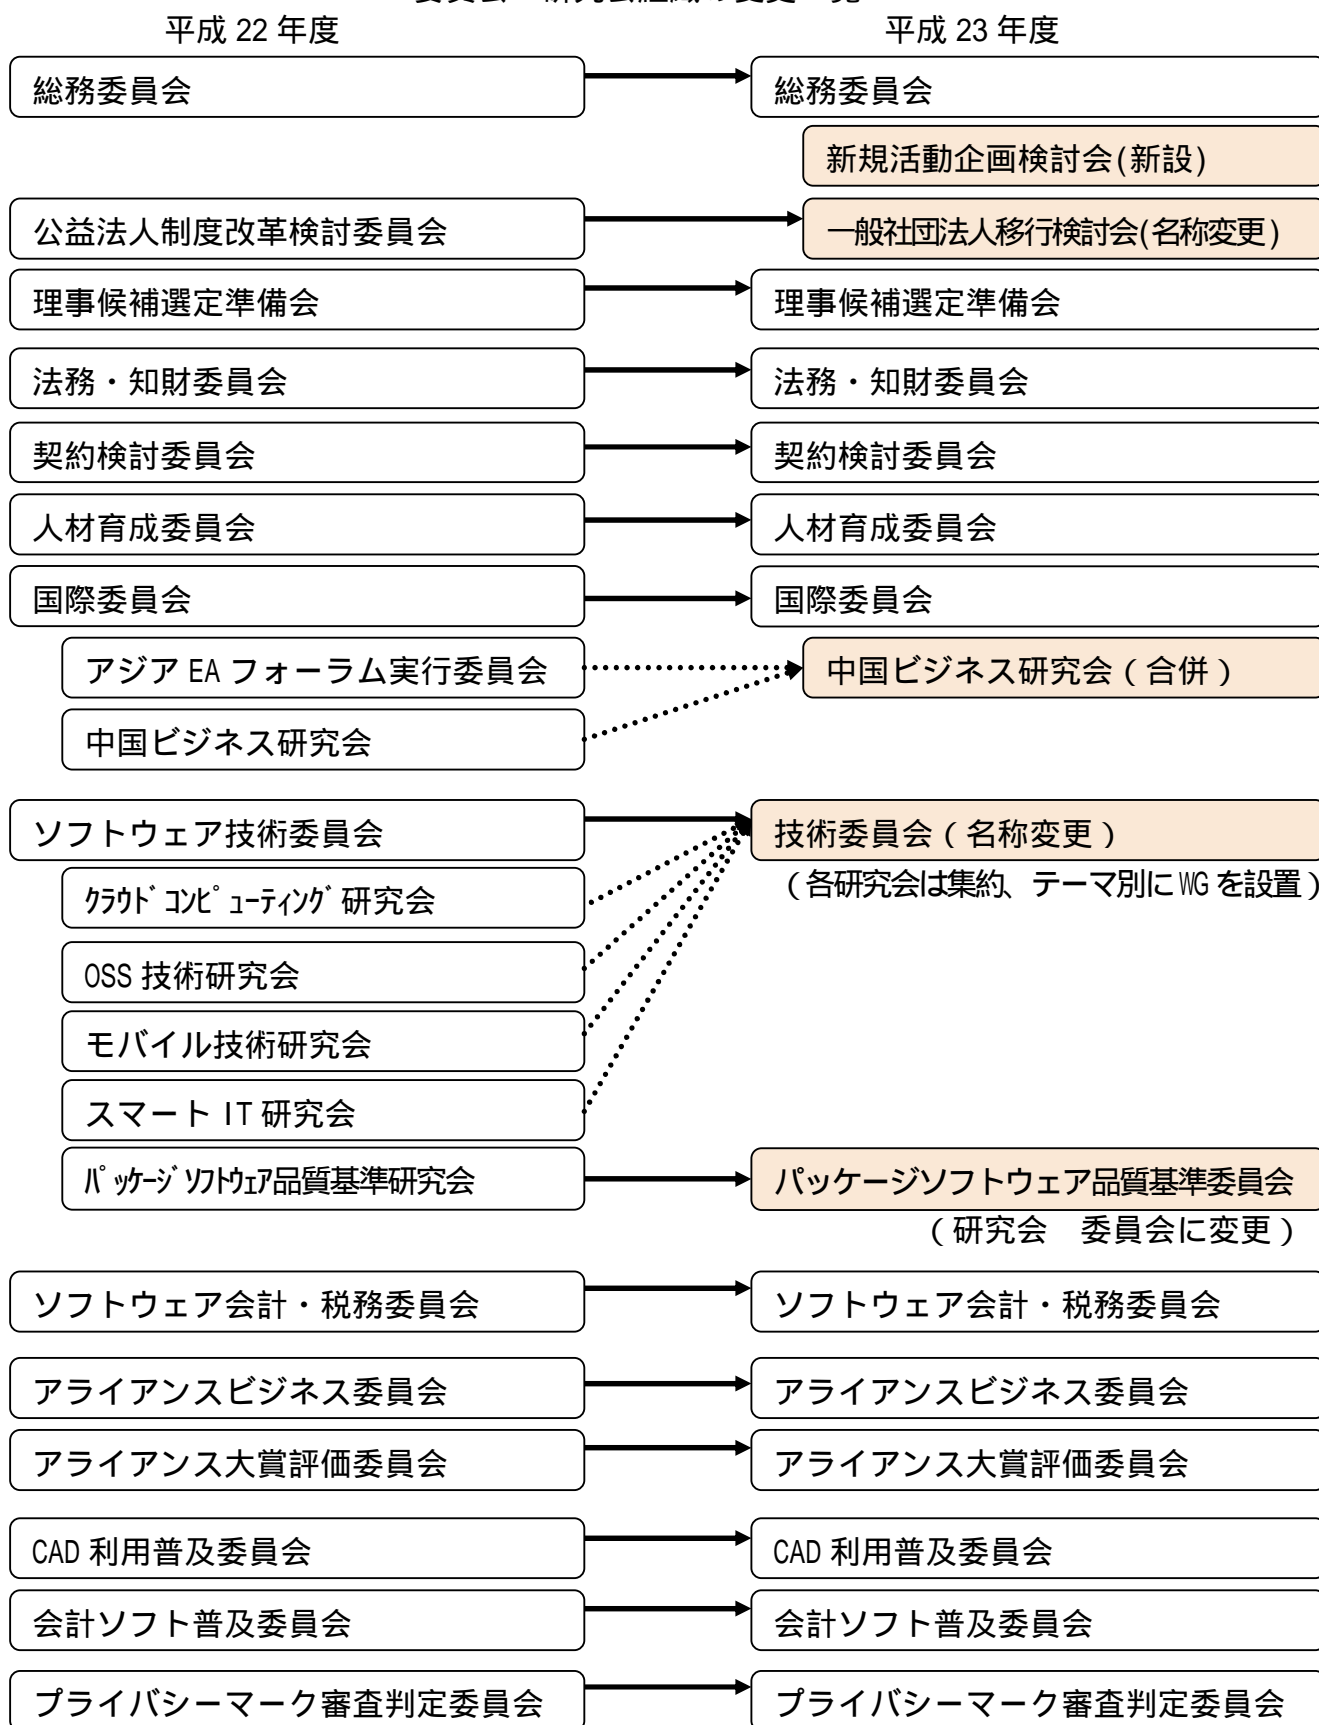 平成 22 年度
平成 23 年度
総務委員会
総務委員会
新規活動企画検討会(新設)
公益法人制度改革検討委員会
一般社団法人移行検討会(名称変更)
理事候補選定準備会
理事候補選定準備会
法務・知財委員会
法務・知財委員会
契約検討委員会
契約検討委員会
人材育成委員会
人材育成委員会
国際委員会
国際委員会
アジア EA フォーラム実行委員会
中国ビジネス研究会(合併)
中国ビジネス研究会
ソフトウェア技術委員会
技術委員会(名称変更)
(各研究会は集約、テーマ別に WG を設置)
クラウドコンピューティング研究会
OSS 技術研究会
モバイル技術研究会
スマート IT 研究会
パッケージソフトウェア品質基準研究会
パッケージソフトウェア品質基準委員会
(研究会 委員会に変更)
ソフトウェア会計・税務委員会
ソフトウェア会計・税務委員会
アライアンスビジネス委員会
アライアンスビジネス委員会
アライアンス大賞評価委員会
アライアンス大賞評価委員会
CAD 利用普及委員会
CAD 利用普及委員会
会計ソフト普及委員会
会計ソフト普及委員会
プライバシーマーク審査判定委員会
プライバシーマーク審査判定委員会